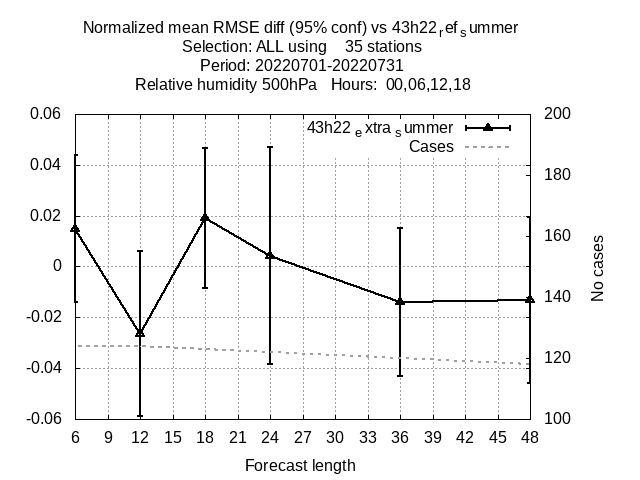 Normalized mean RMSE diff (95% conf) vs 43h22refsummer
Selection: ALL using 35 stations
Period: 20220701-20220731
Relative humidity 500hPa Hours: 00,06,12,18
43h22extrasummer
Cases
0.06
0.04
0.02
0
-0.02
-0.04
-0.06
200
180
160
140
120
100
No cases
6 9 12 15 18 21 24 27 30 33 36 39 42 45 48
Forecast length